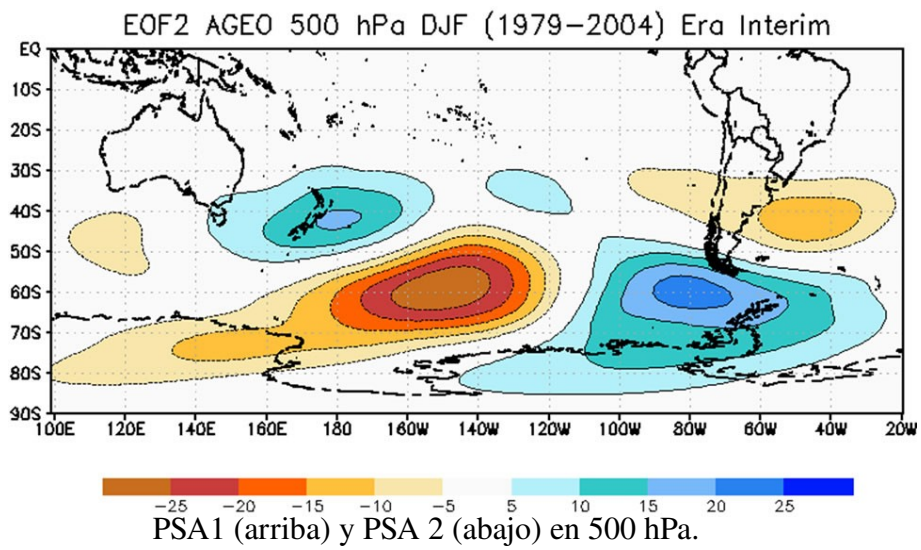 EOF2 AGEO 500 hPa DJF (1979–2004) Era Interim
EQ
10S
20S
30S
40S
50S
60S
70S
80S
90S
100E 120E 140E 160E 180 160W 140W 120W 100W 80W 60W 40W 20W
-25 -20 -15 -10 -5 5 10 15 20 25
PSA1 (arriba) y PSA 2 (abajo) en 500 hPa.